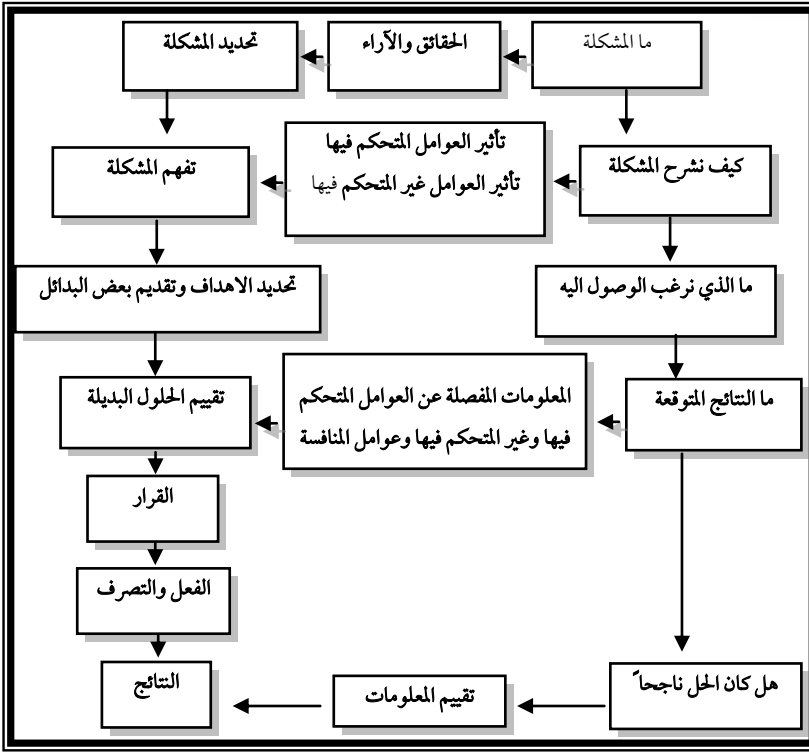 ما المشكلة
الحقائق والآراء
تحديد المشكلة
كيف نشرح المشكلة
تأثير العوامل المتحكم فيها
تأثير العوامل غير المتحكم فيها
تفهم المشكلة
ما الذي نرغب الوصول اليه
تحديد الاهداف وتقديم بعض البدائل
ما النتائج المتوقعة
المعلومات المفصلة عن العوامل المتحكم
فيها وغير المتحكم فيها وعوامل المنافسة
تقييم الحلول البديلة
القرار
الفعل والتصرف
هل كان الحل ناجحاً
تقييم المعلومات
النتائج